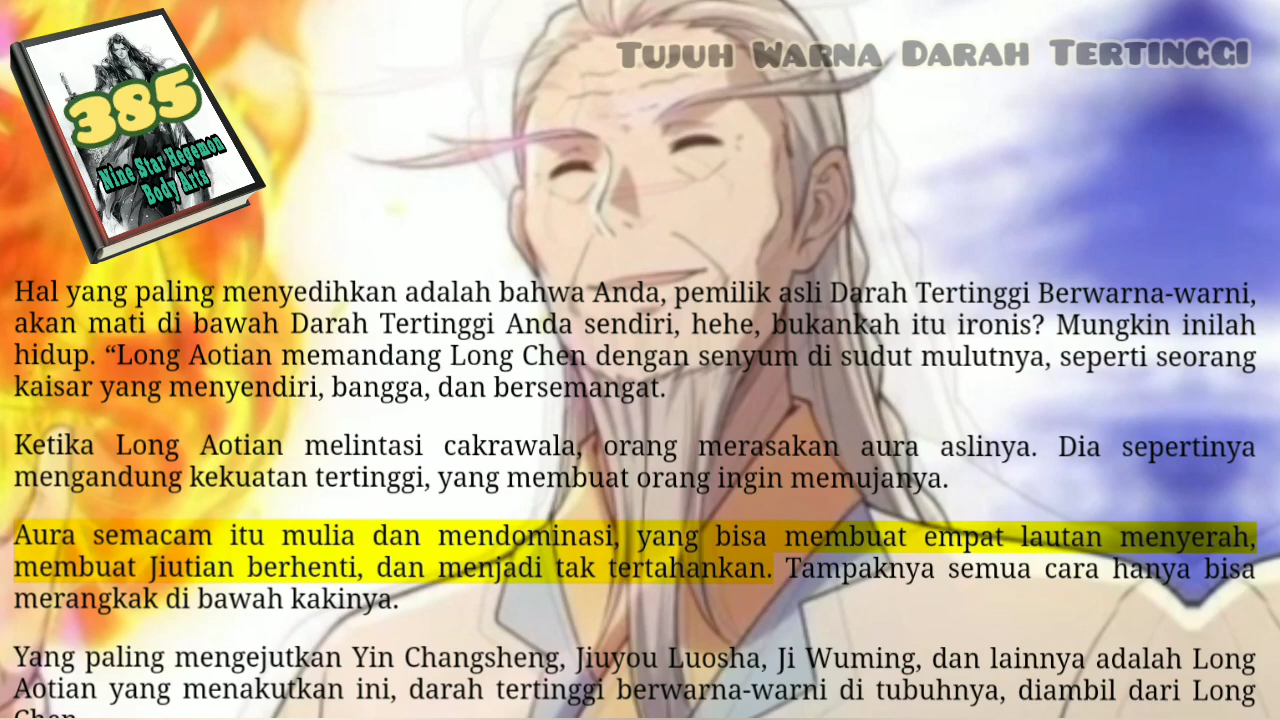 Tujuh Warna Darah Tertinggi
385
Nine Star Hegemon
Body Arts
Hal yang paling menyedihkan adalah bahwa Anda, pemilik asli Darah Tertinggi Berwarna-warni,
akan mati di bawah Darah Tertinggi Anda sendiri, hehe, bukankah itu ironis? Mungkin inilah
hidup. “Long Aotian memandang Long Chen dengan senyum di sudut mulutnya, seperti seorang
kaisar yang menyendiri, bangga, dan bersemangat.
Ketika Long Aotian melintasi cakrawala, orang merasakan aura aslinya. Dia sepertinya
mengandung kekuatan tertinggi, yang membuat orang ingin memujanya.
Aura semacam itu mulia dan mendominasi, yang bisa membuat empat lautan menyerah,
membuat Jiutian berhenti, dan menjadi tak tertahankan. Tampaknya semua cara hanya bisa
merangkak di bawah kakinya.
Yang paling mengejutkan Yin Changsheng, Jiuyou Luosha, Ji Wuming, dan lainnya adalah Long
Aotian yang menakutkan ini, darah tertinggi berwarna-warni di tubuhnya, diambil dari Long